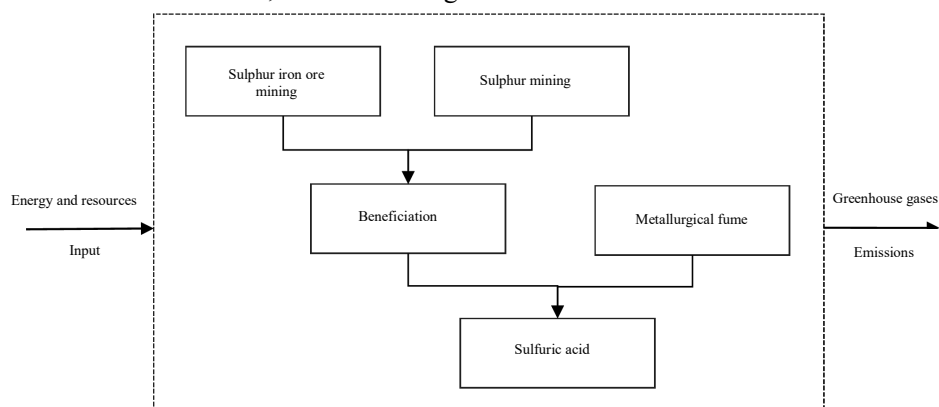 Sulphur iron ore
mining
Sulphur mining
Energy and resources
Input
Beneficiation
Metallurgical fume
Greenhouse gases
Emissions
Sulfuric acid